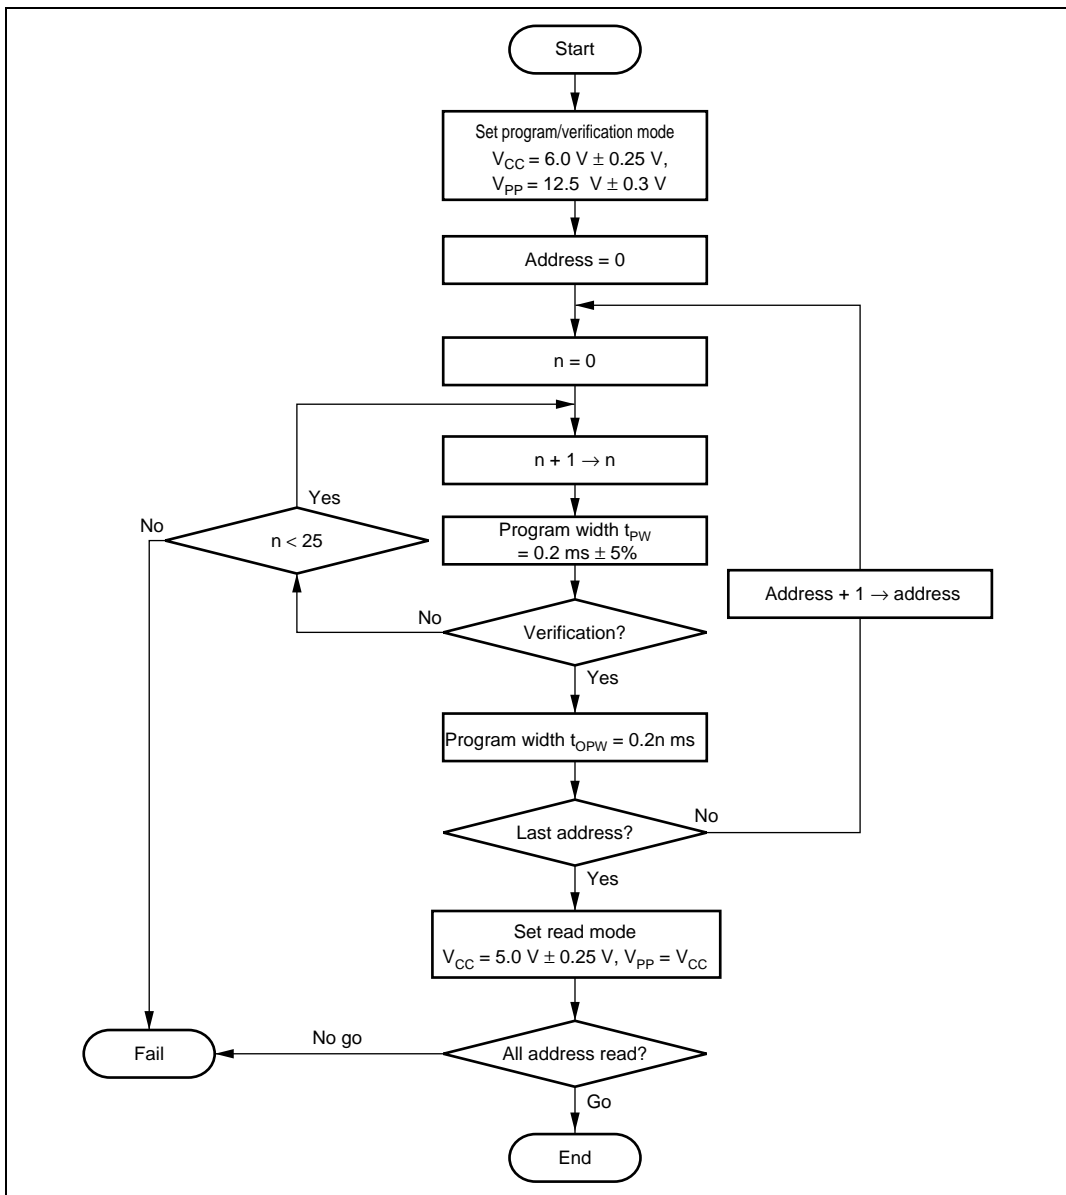 Start
Set program/verification mode
VCC = 6.0 V ± 0.25 V,
VPP = 12.5 V ± 0.3 V
Address = 0
n = 0
n + 1 → n
Yes
No
n < 25
Program width tPW
= 0.2 ms ± 5%
Address + 1 → address
No
Verification?
Yes
Program width tOPW = 0.2n ms
No
Last address?
Yes
Set read mode
VCC = 5.0 V ± 0.25 V, VPP = VCC
No go
Fail
All address read?
Go
End